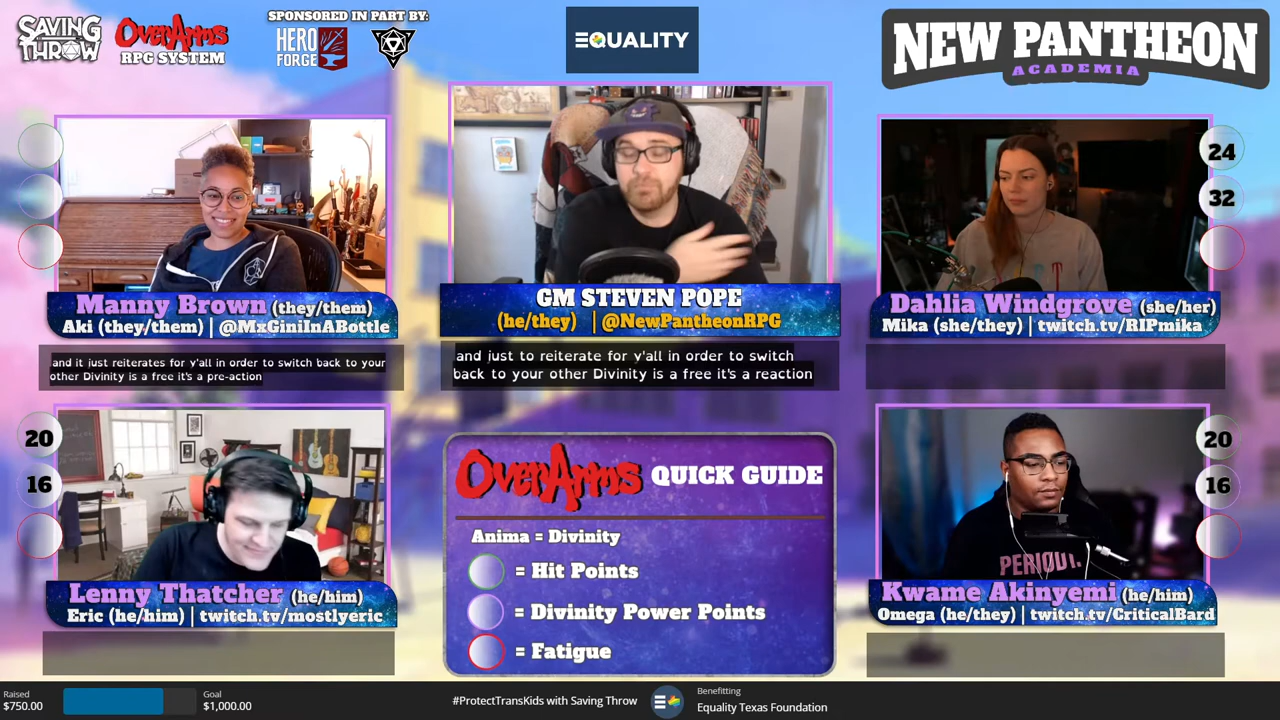 SAVING
THROW
OVERARMS
RPG SYSTEM
SPONSORED IN PART BY:
HERO
FORGE
EQUALITY
NEW PANTHEON
ACADEMIA
24
32
Manny Brown (they/them)
Aki (they/them) | @MxGiniInABottle
GM STEVEN POPE
(he/they) | @NewPantheonRPG
Dahlia Windgrove (she/her)
Mika (she/they) | twitch.tv/RIPmika
and it just reiterates for y'all in order to switch back to your
other Divinity is a free it's a pre-action
and just to reiterate for y'all in order to switch
back to your other Divinity is a free it's a reaction
20
16
20
16
PERIOD.
OVERARMS QUICK GUIDE
Anima = Divinity
= Hit Points
= Divinity Power Points
= Fatigue
Lenny Thatcher (he/him)
Eric (he/him) | twitch.tv/mostlyeric
Kwame Akinyemi (he/him)
Omega (he/they) | twitch.tv/CriticalBard
Raised
$750.00
Goal
$1,000.00
#ProtectTransKids with Saving Throw
Benefitting
Equality Texas Foundation